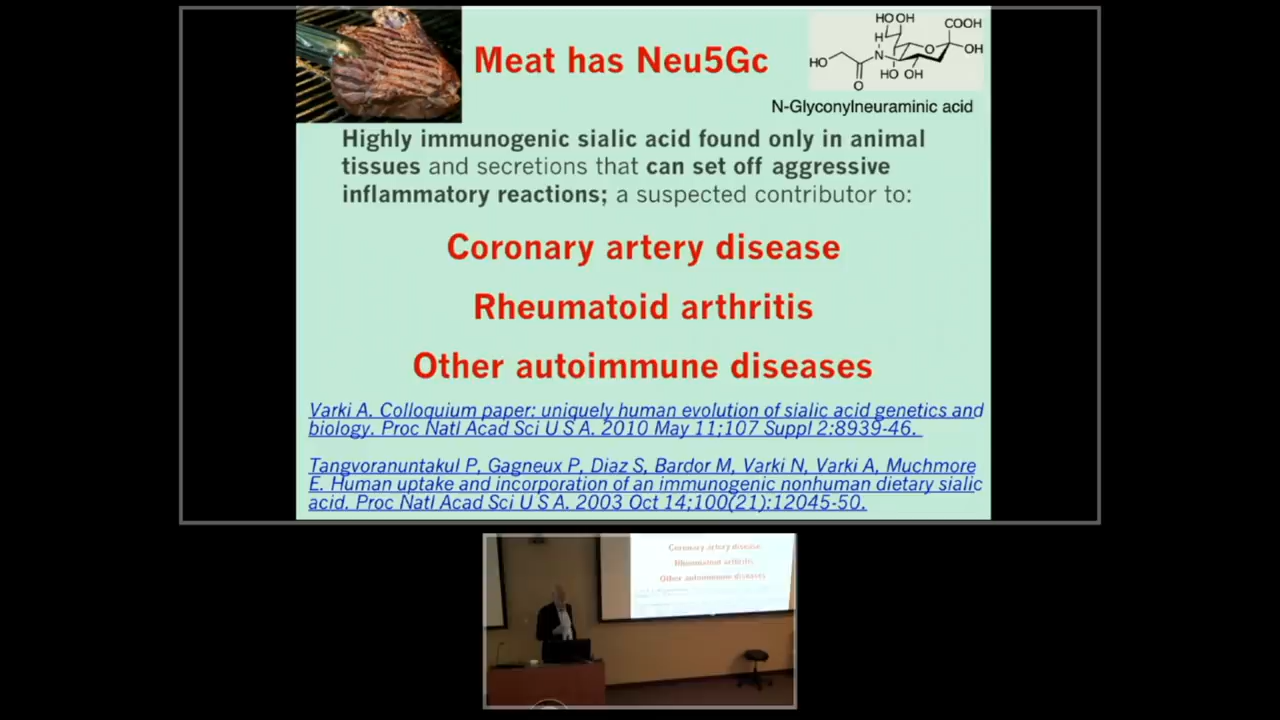 Meat has Neu5Gc
HO OH
COOH
H
N
O
OH
HO
HO OH
O
N-Glyconylneuraminic acid
Highly immunogenic sialic acid found only in animal
tissues and secretions that can set off aggressive
inflammatory reactions; a suspected contributor to:
Coronary artery disease
Rheumatoid arthritis
Other autoimmune diseases
Varki A. Colloquium paper: uniquely human evolution of sialic acid genetics and
biology. Proc Natl Acad Sci U S A. 2010 May 11;107 Suppl 2:8939-46.
Tangvoranuntakul P, Gagneux P, Diaz S, Bardor M, Varki N, Varki A, Muchmore
E. Human uptake and incorporation of an immunogenic nonhuman dietary sialic
acid. Proc Natl Acad Sci U S A. 2003 Oct 14;100(21):12045-50.
Coronary artery disease
Rheumatoid arthritis
Other autoimmune diseases